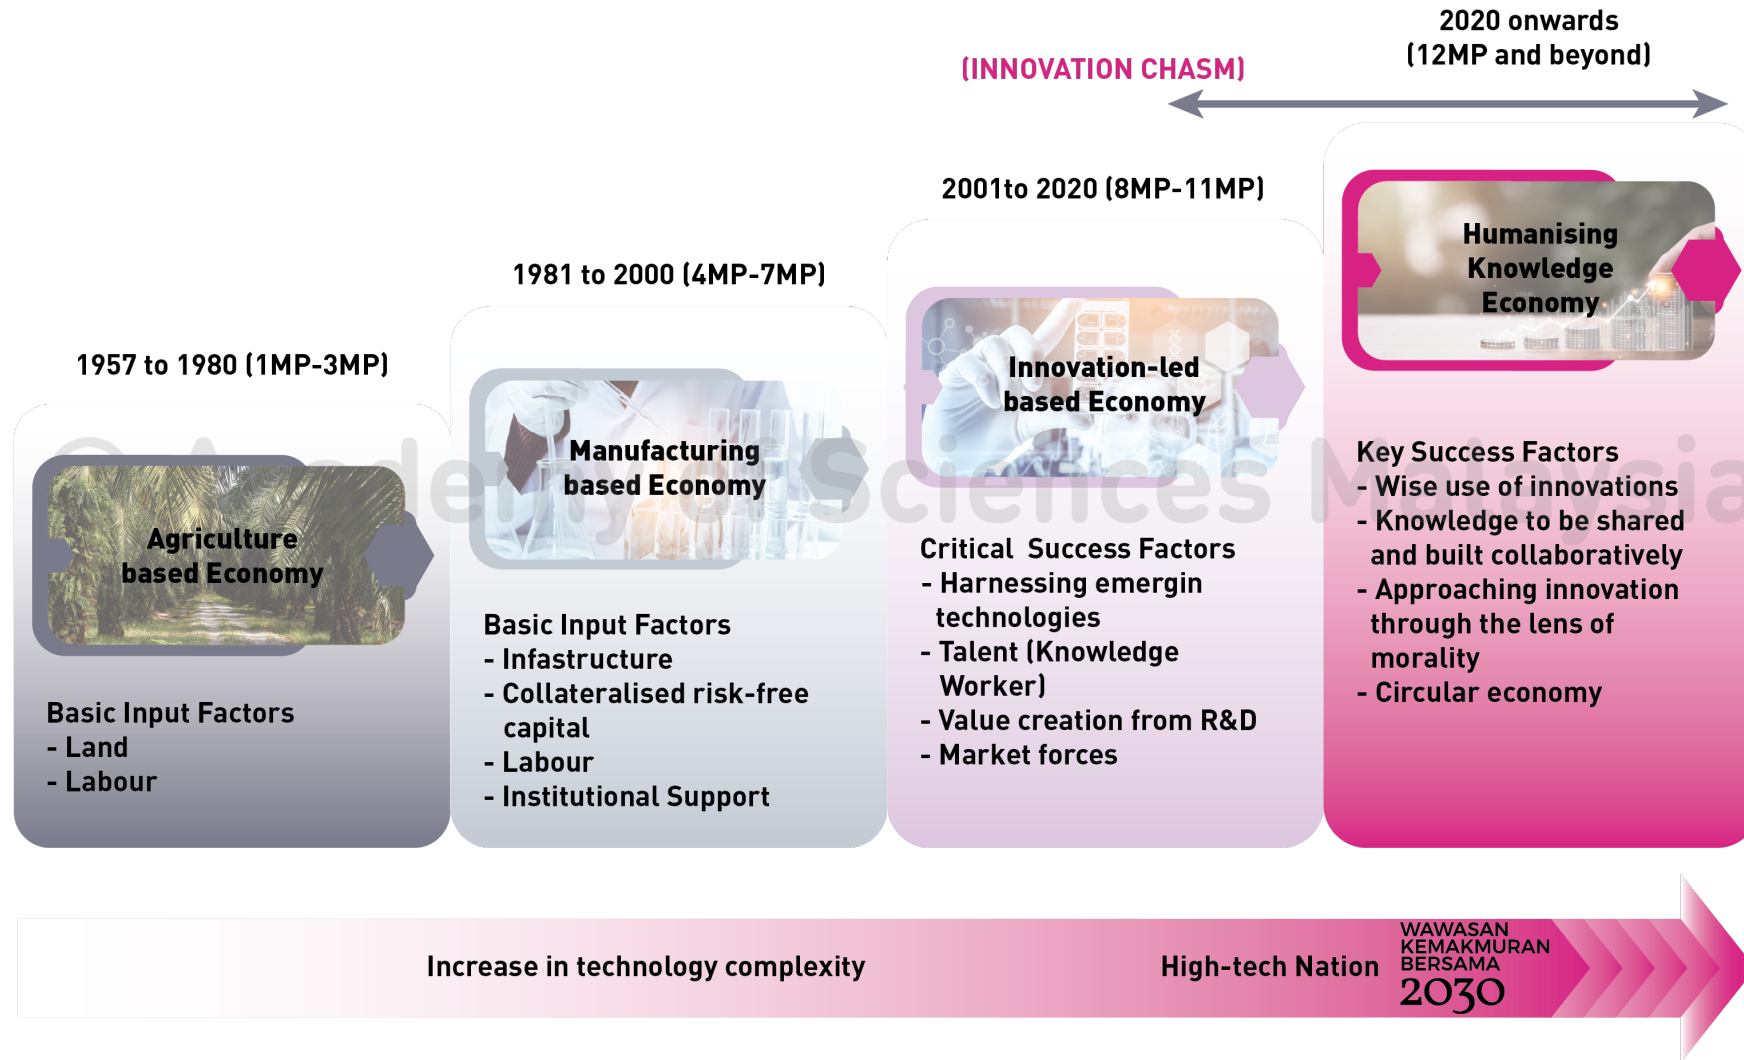 2020 onwards
(12MP and beyond)
(INNOVATION CHASM)
2001to 2020 (8MP-11MP)
1981 to 2000 (4MP-7MP)
1957 to 1980 (1MP-3MP)
Agriculture
based Economy
Basic Input Factors
- Land
- Labour
Manufacturing
based Economy
Basic Input Factors
- Infastructure
- Collateralised risk-free
capital
- Labour
- Institutional Support
Innovation-led
based Economy
Critical Success Factors
- Harnessing emergin
technologies
- Talent (Knowledge
Worker)
- Value creation from R&D
- Market forces
Humanising
Knowledge
Economy
Key Success Factors
- Wise use of innovations
- Knowledge to be shared
and built collaboratively
- Approaching innovation
through the lens of
morality
- Circular economy
© Academy of Sciences Malaysia
Increase in technology complexity
High-tech Nation
WAWASAN
KEMAKMURAN
BERSAMA
2030